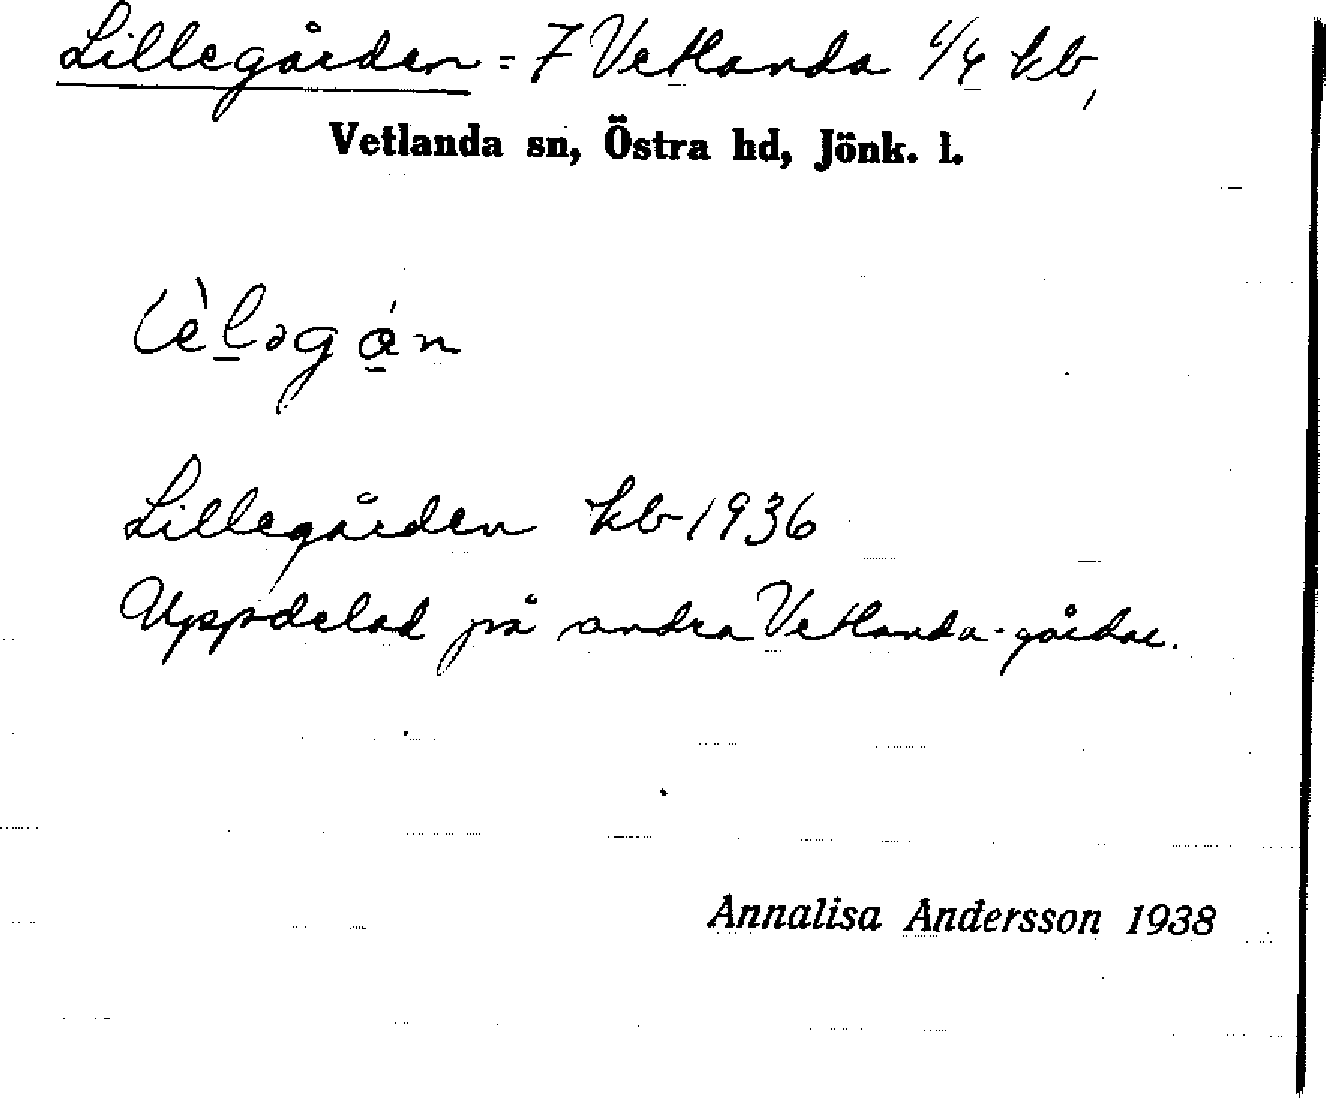 Lillegården = 7 Vetlanda 1/4 kb,
Vetlanda sn, Östra hd, Jönk. l.
Lillegården kb 1936
Uppdelad på andra Vetlanda-gårdar.
Annalisa Andersson 1938